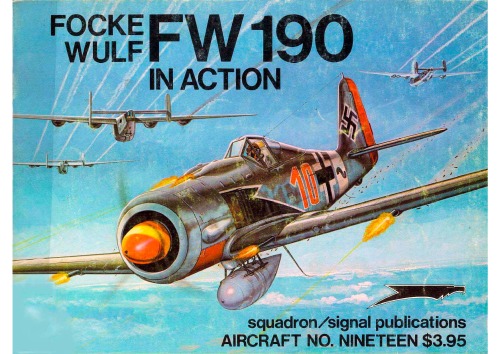 FOCKE
WULF
FW 190
IN ACTION
10
squadron/signal publications
AIRCRAFT NO. NINETEEN $3.95